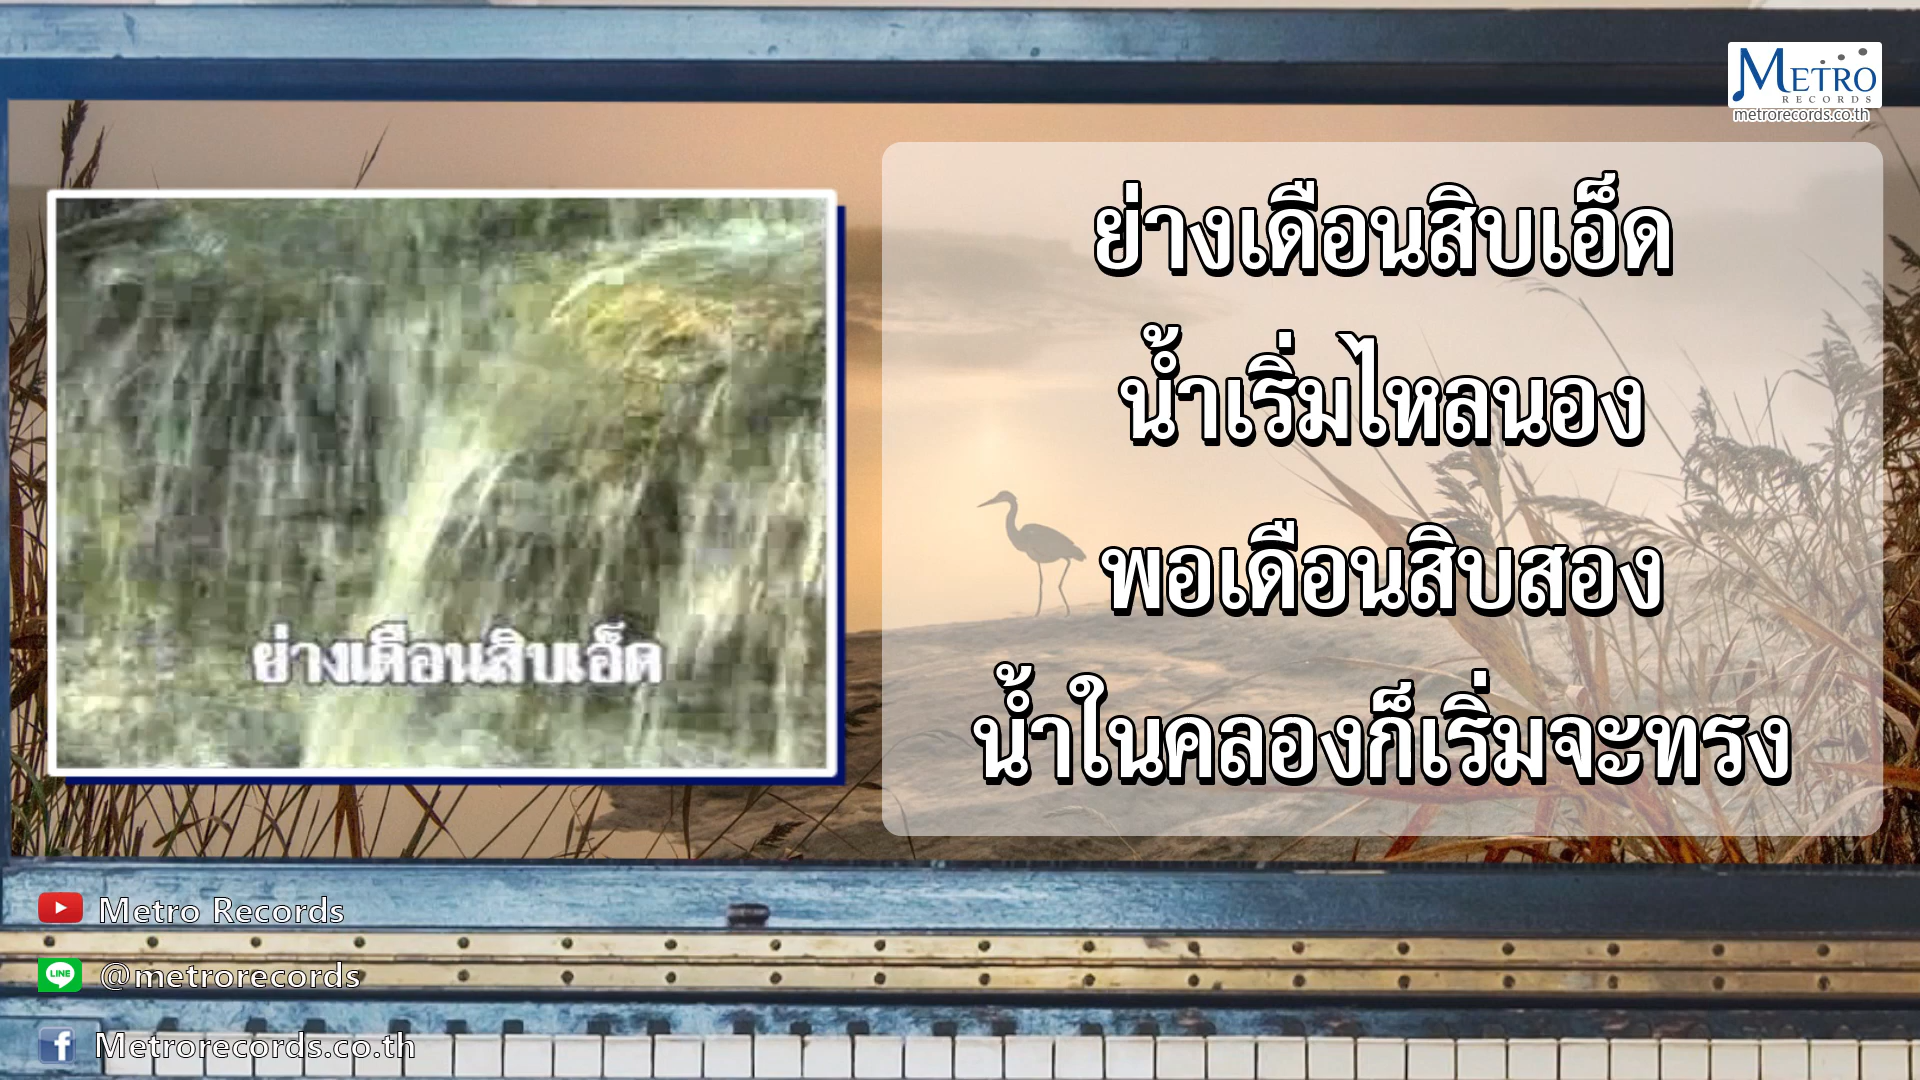 METRO
RECORDS
metrorecords.co.th
ย่างเดือนสิบเอ็ด
น้ำเริ่มไหลนอง
พอเดือนสิบสอง
น้ำในคลองก็เริ่มจะทรง
ย่างเดือนสิบเอ็ด
Metro Records
LINE
@metrorecords
f
Metrorecords.co.th